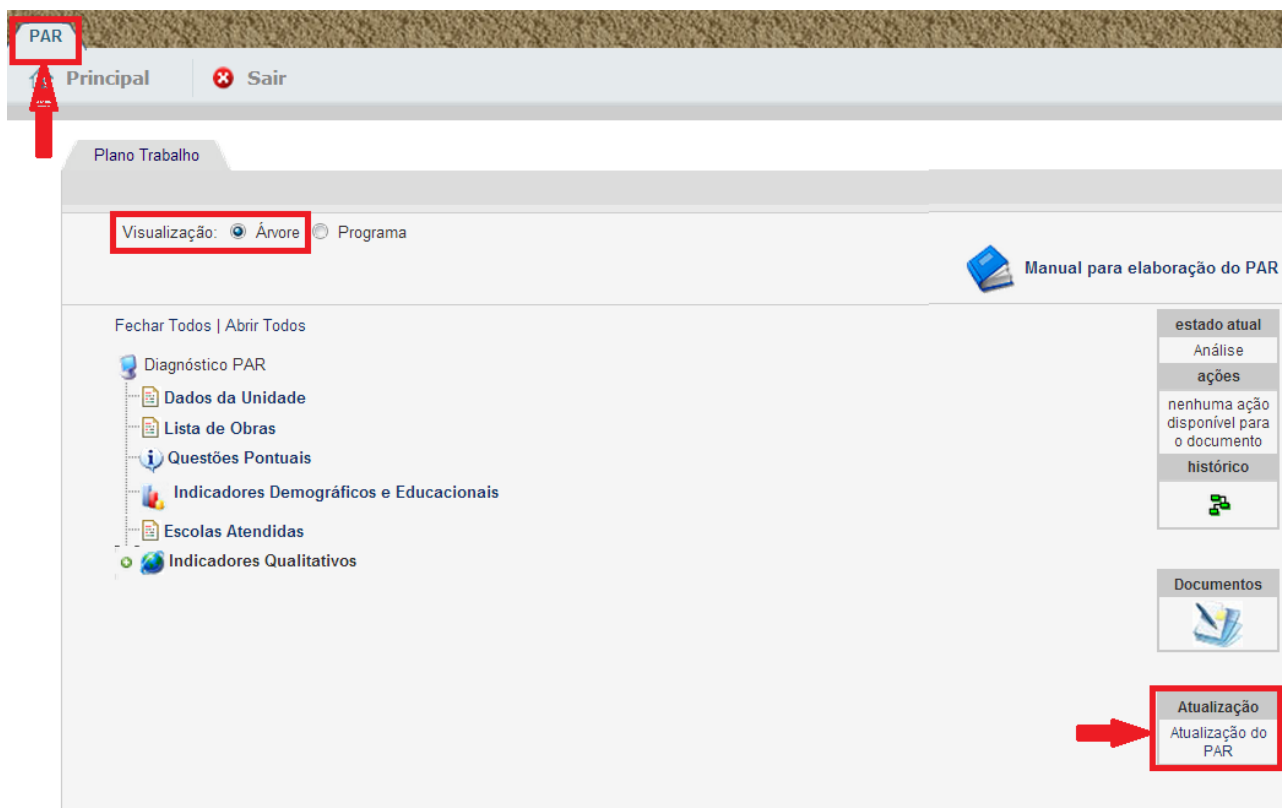 PAR
Principal
Sair
Plano Trabalho
Visualização: Árvore Programa
Manual para elaboração do PAR
Fechar Todos | Abrir Todos
Diagnóstico PAR
Dados da Unidade
Lista de Obras
Questões Pontuais
Indicadores Demográficos e Educacionais
Escolas Atendidas
Indicadores Qualitativos
estado atual
Análise
ações
nenhuma ação
disponível para
o documento
histórico
Documentos
Atualização
Atualização do
PAR